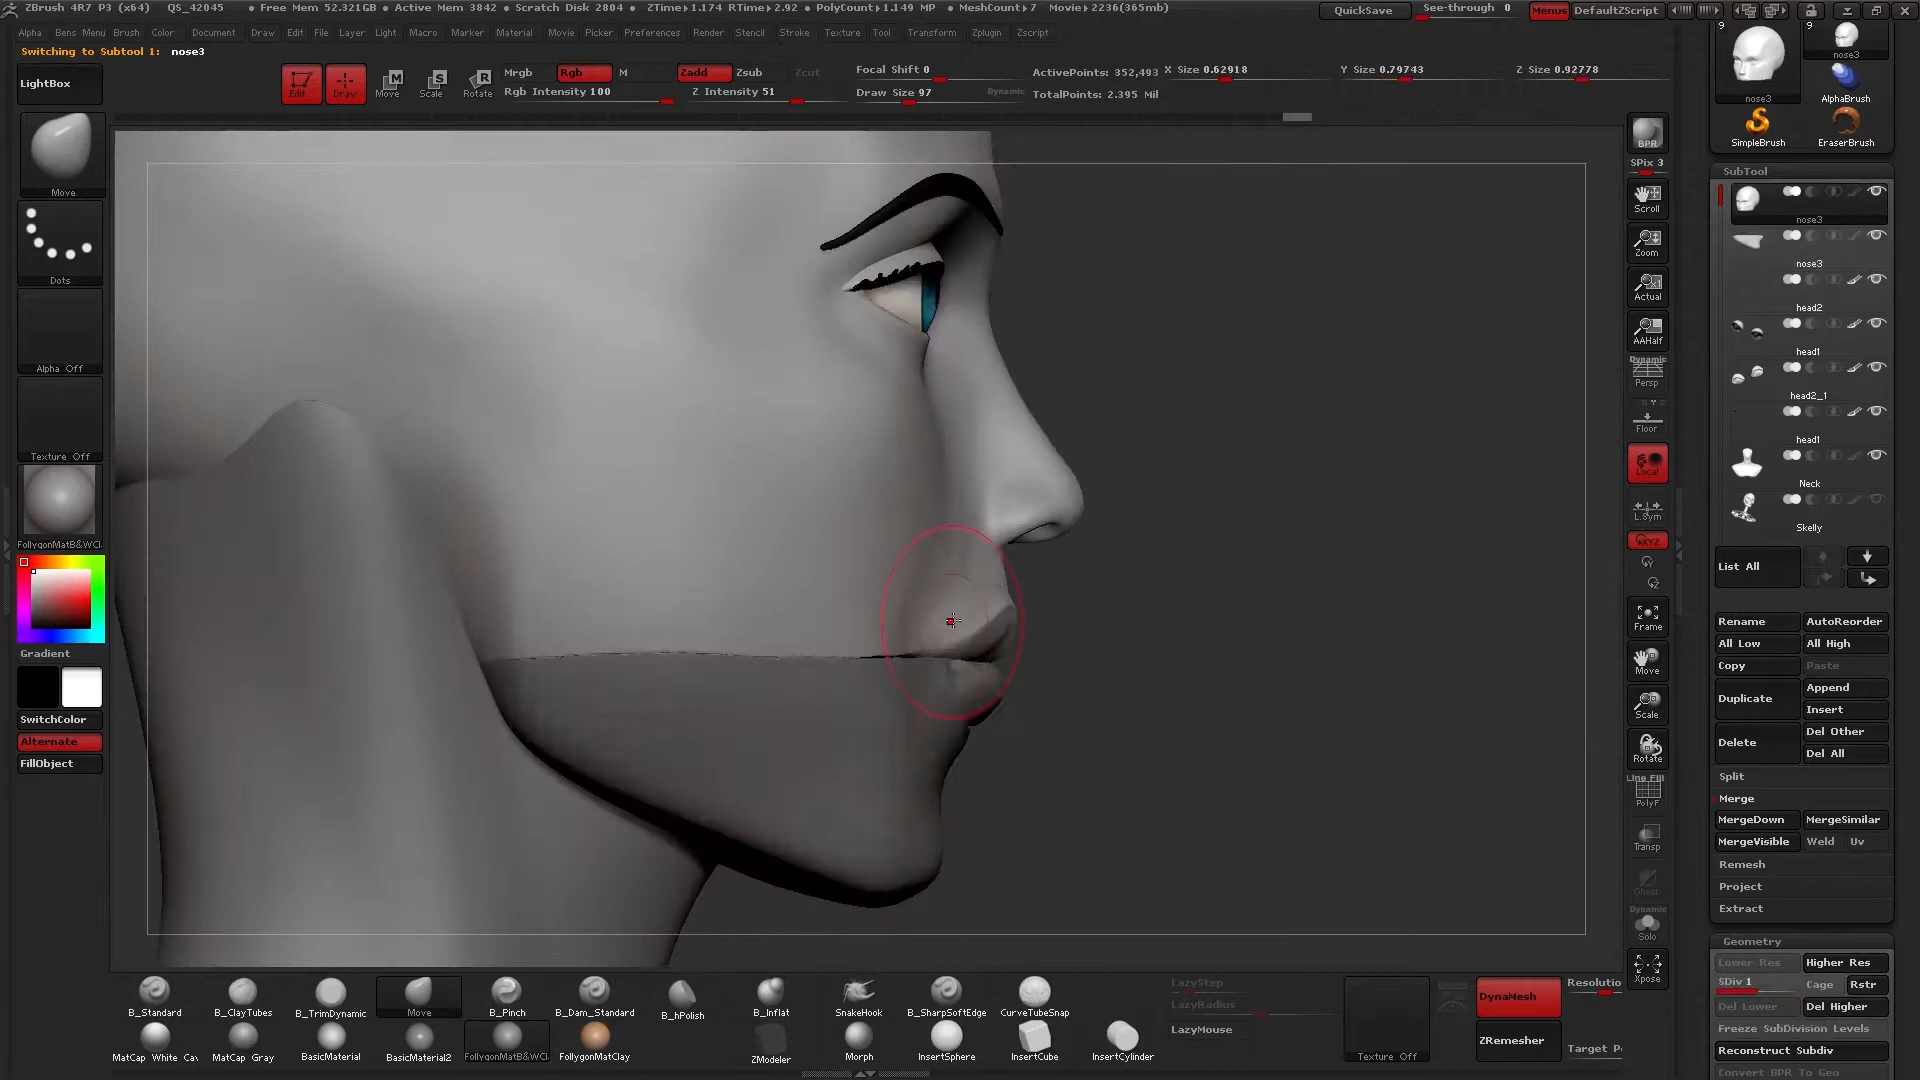 ZBrush 4R7 P3 (x64) QS_42045 • Free Mem 52.321GB • Active Mem 3842 • Scratch Disk 2804 • ZTime▸1.174 RTime▸2.92 • PolyCount▸1.149 MP • MeshCount▸7 Movie▸2236(365mb) QuickSave See-through 0 Menus DefaultZScript
Alpha Bens Menu Brush Color Document Draw Edit File Layer Light Macro Marker Material Movie Picker Preferences Render Stencil Stroke Texture Tool Transform Zplugin Zscript
Switching to Subtool 1: nose3
LightBox
Edit Draw Move Scale Rotate
Mrgb Rgb M Zadd Zsub Zcut
Rgb Intensity 100 Z Intensity 51
Focal Shift 0
Draw Size 97 Dynamic
ActivePoints: 352,493 X Size 0.62918 Y Size 0.79743 Z Size 0.92778
TotalPoints: 2.395 Mil
Move
Dots
Alpha Off
Texture Off
FollygonMatB&WCl
Gradient
SwitchColor
Alternate
FillObject
BPR
SPix 3
Scroll
Zoom
Actual
AAHalf
Dynamic
Persp
Floor
Local
L.Sym
XYZ
Frame
Move
Scale
Rotate
Line Fill
PolyF
Transp
Ghost
Dynamic
Solo
Xpose
9 9
nose3
nose3 AlphaBrush
SimpleBrush EraserBrush
SubTool
nose3
nose3
head2
head1
head2_1
head1
Neck
Skelly
List All
Rename AutoReorder
All Low All High
Copy Paste
Duplicate Append
Insert
Delete Del Other
Del All
Split
Merge
MergeDown MergeSimilar
MergeVisible Weld Uv
Remesh
Project
Extract
Geometry
Lower Res Higher Res
SDiv 1 Cage Rstr
Del Lower Del Higher
Freeze SubDivision Levels
Reconstruct Subdiv
Convert BPR To Geo
B_Standard B_ClayTubes B_TrimDynamic Move B_Pinch B_Dam_Standard B_hPolish B_Inflat SnakeHook B_SharpSoftEdge CurveTubeSnap
MatCap White Cav MatCap Gray BasicMaterial BasicMaterial2 FollygonMatB&WCl FollygonMatClay ZModeler Morph InsertSphere InsertCube InsertCylinder
LazyStep
LazyRadius
LazyMouse
Texture Off
DynaMesh Resolutio
ZRemesher Target P